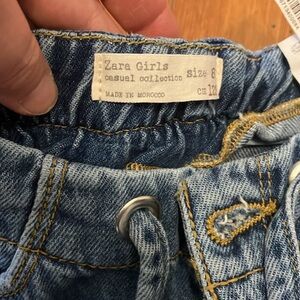 Zara Girls
casual collection size 8
MADE IN MOROCCO cm 128